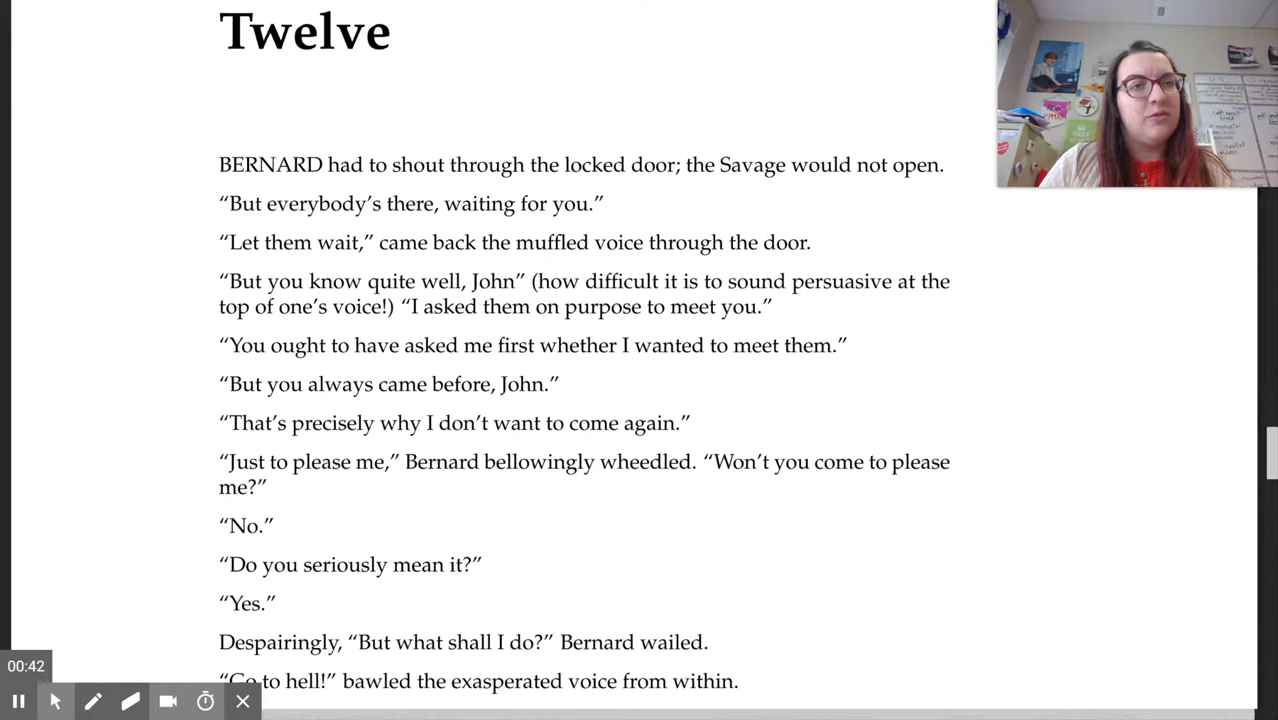 Twelve
BERNARD had to shout through the locked door; the Savage would not open.
“But everybody’s there, waiting for you.”
“Let them wait,” came back the muffled voice through the door.
“But you know quite well, John” (how difficult it is to sound persuasive at the
top of one’s voice!) “I asked them on purpose to meet you.”
“You ought to have asked me first whether I wanted to meet them.”
“But you always came before, John.”
“That’s precisely why I don’t want to come again.”
“Just to please me,” Bernard bellowingly wheedled. “Won’t you come to please
me?”
“No.”
“Do you seriously mean it?”
“Yes.”
Despairingly, “But what shall I do?” Bernard wailed.
“Go to hell!” bawled the exasperated voice from within.
00:42